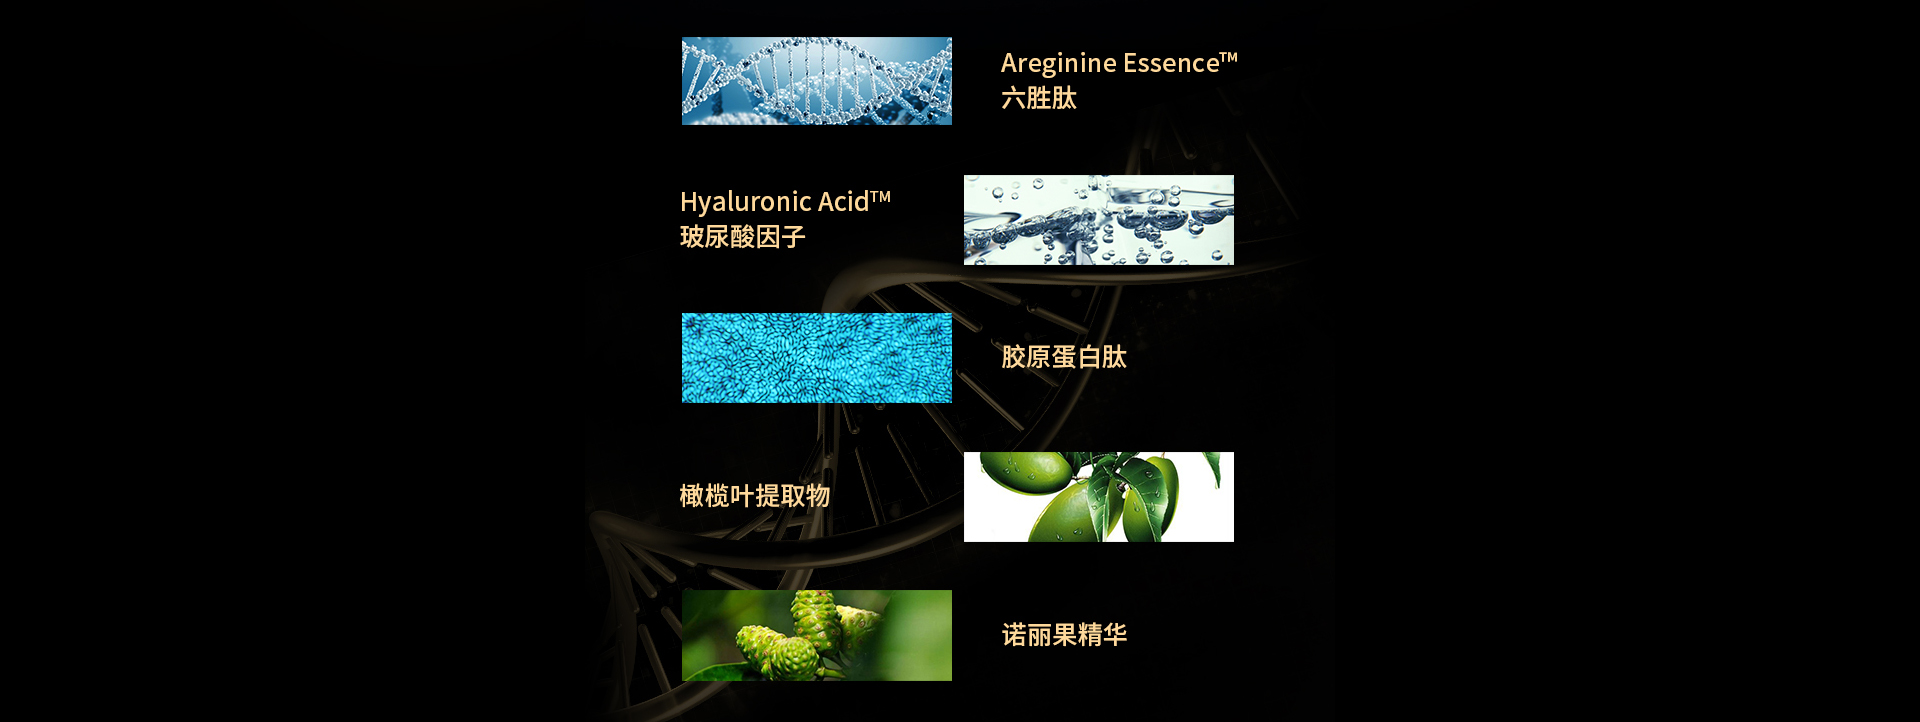 Areginine Essence™
六胜肽
Hyaluronic Acid™
玻尿酸因子
胶原蛋白肽
橄榄叶提取物
诺丽果精华